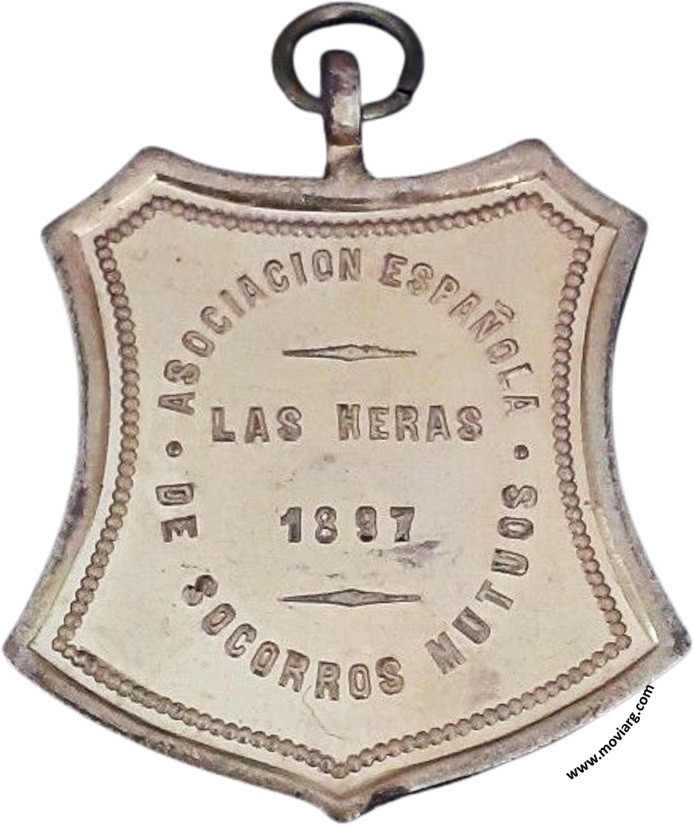 ASOCIACION ESPAÑOLA
LAS HERAS
1897
DE SOCORROS MUTUOS
www.moviarg.com